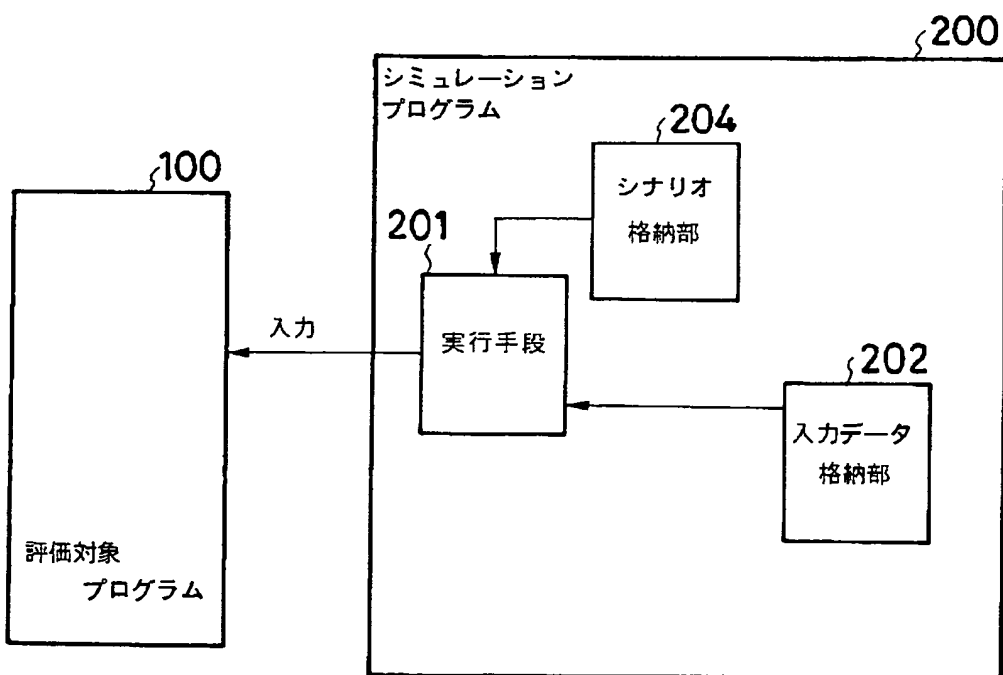 200
シミュレーション
プログラム
204
シナリオ
格納部
100
201
入力
実行手段
202
入力データ
格納部
評価対象
プログラム